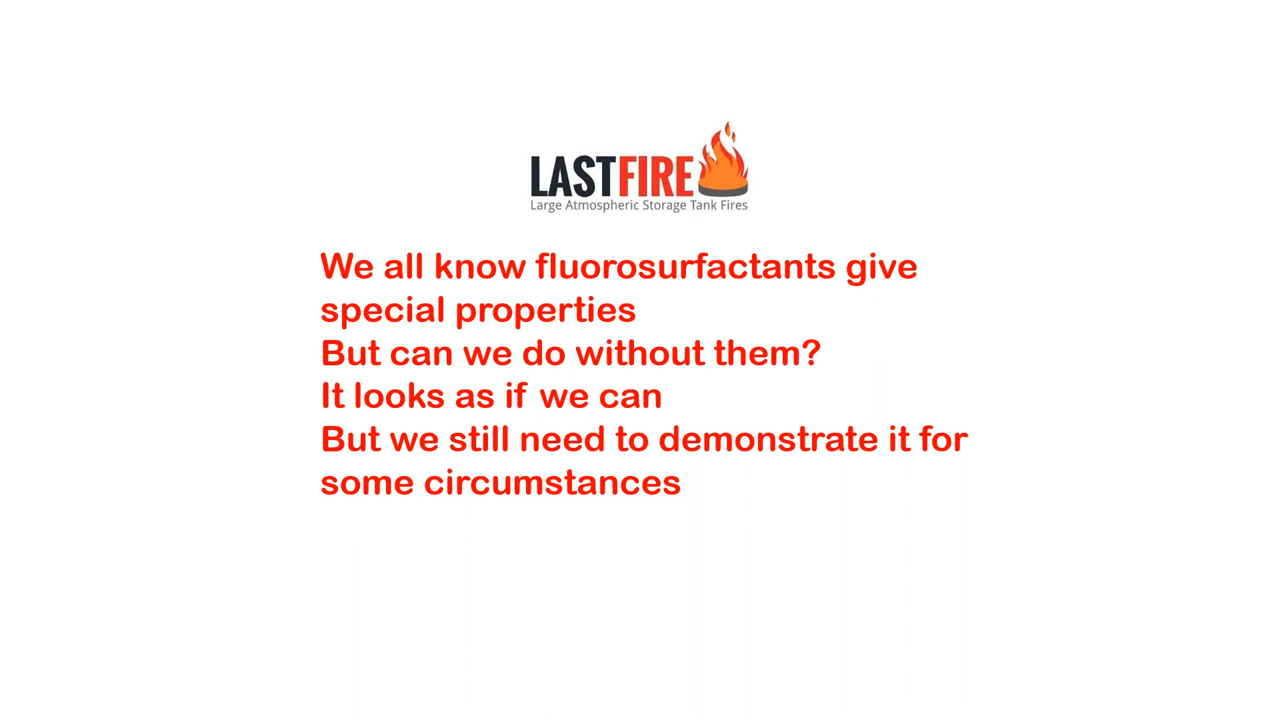 LASTFIRE
Large Atmospheric Storage Tank Fires
We all know fluorosurfactants give
special properties
But can we do without them?
It looks as if we can
But we still need to demonstrate it for
some circumstances